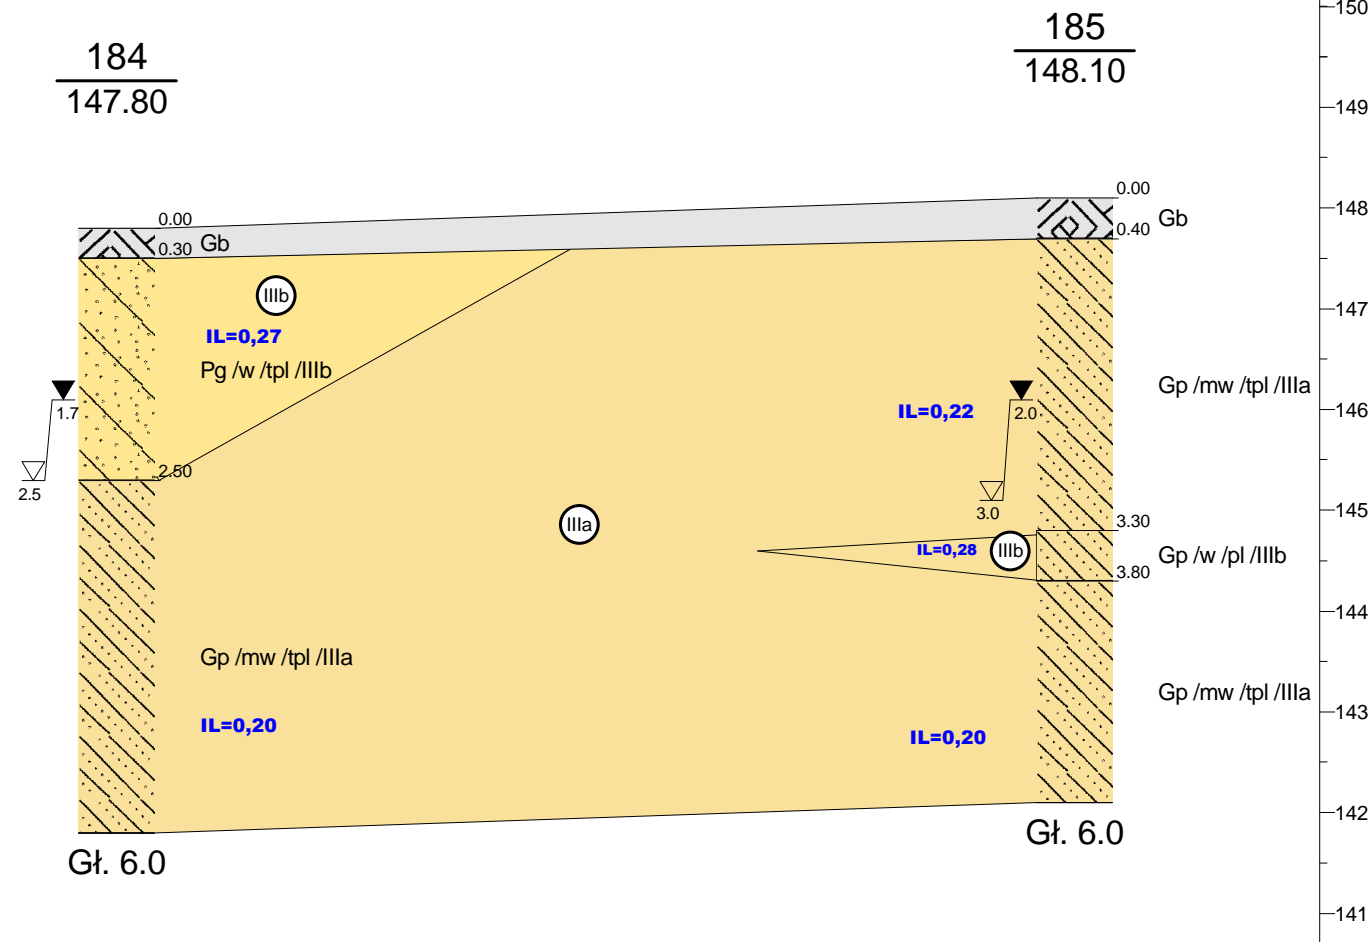 184
147.80
185
148.10
0.00
0.30
Gb
IIIb
IL=0,27
Pg /w /tpl /IIIb
1.7
2.5
2.50
IIIa
Gp /mw /tpl /IIIa
IL=0,20
Gł. 6.0
0.00
0.40
Gb
IL=0,22
2.0
3.0
Gp /mw /tpl /IIIa
3.30
IL=0,28
IIIb
Gp /w /pl /IIIb
3.80
Gp /mw /tpl /IIIa
IL=0,20
Gł. 6.0
150
149
148
147
146
145
144
143
142
141